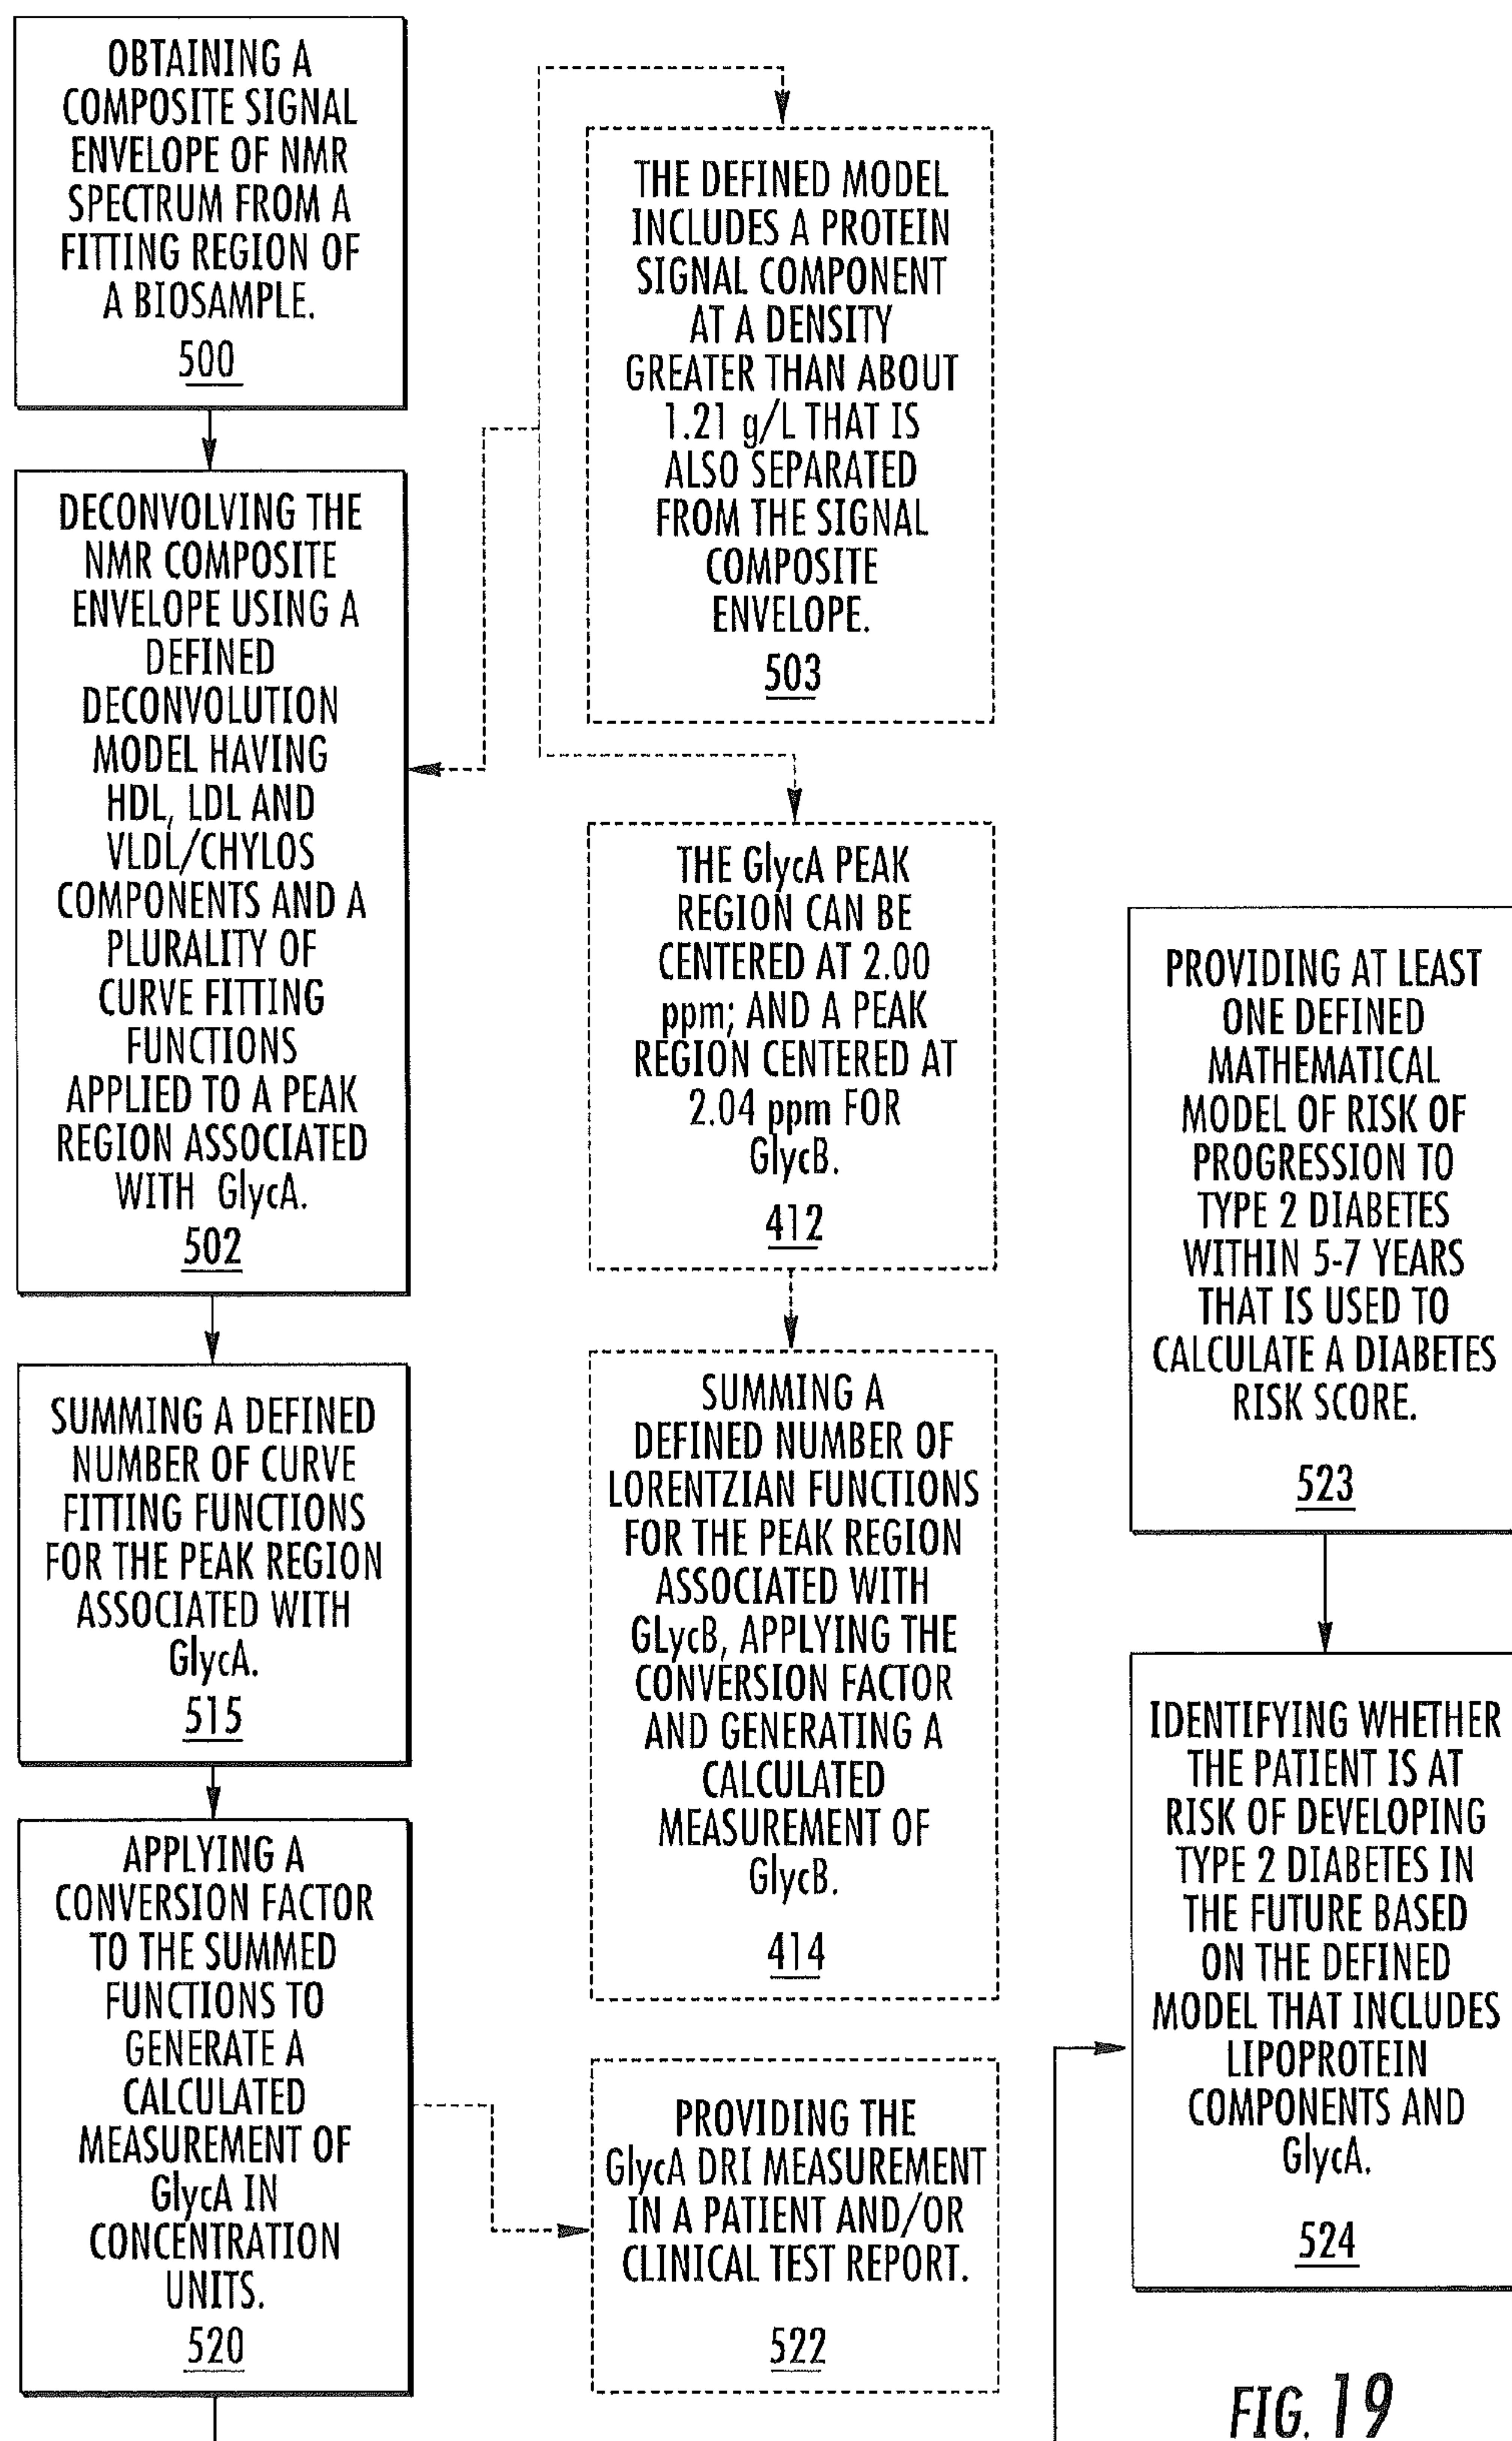 OBTAINING A
COMPOSITE SIGNAL
ENVELOPE OF NMR
SPECTRUM FROM A
FITTING REGION OF
A BIOSAMPLE.
500
DECONVOLVING THE
NMR COMPOSITE
ENVELOPE USING A
DEFINED
DECONVOLUTION
MODEL HAVING
HDL, LDL AND
VLDL/CHYLOS
COMPONENTS AND A
PLURALITY OF
CURVE FITTING
FUNCTIONS
APPLIED TO A PEAK
REGION ASSOCIATED
WITH GlycA.
502
SUMMING A DEFINED
NUMBER OF CURVE
FITTING FUNCTIONS
FOR THE PEAK REGION
ASSOCIATED WITH
GlycA.
515
APPLYING A
CONVERSION FACTOR
TO THE SUMMED
FUNCTIONS TO
GENERATE A
CALCULATED
MEASUREMENT OF
GlycA IN
CONCENTRATION
UNITS.
520
THE DEFINED MODEL
INCLUDES A PROTEIN
SIGNAL COMPONENT
AT A DENSITY
GREATER THAN ABOUT
1.21 g/L THAT IS
ALSO SEPARATED
FROM THE SIGNAL
COMPOSITE
ENVELOPE.
503
THE GlycA PEAK
REGION CAN BE
CENTERED AT 2.00
ppm; AND A PEAK
REGION CENTERED AT
2.04 ppm FOR
GlycB.
412
SUMMING A
DEFINED NUMBER OF
LORENTZIAN FUNCTIONS
FOR THE PEAK REGION
ASSOCIATED WITH
GLycB, APPLYING THE
CONVERSION FACTOR
AND GENERATING A
CALCULATED
MEASUREMENT OF
GlycB.
414
PROVIDING THE
GlycA DRI MEASUREMENT
IN A PATIENT AND/OR
CLINICAL TEST REPORT.
522
PROVIDING AT LEAST
ONE DEFINED
MATHEMATICAL
MODEL OF RISK OF
PROGRESSION TO
TYPE 2 DIABETES
WITHIN 5-7 YEARS
THAT IS USED TO
CALCULATE A DIABETES
RISK SCORE.
523
IDENTIFYING WHETHER
THE PATIENT IS AT
RISK OF DEVELOPING
TYPE 2 DIABETES IN
THE FUTURE BASED
ON THE DEFINED
MODEL THAT INCLUDES
LIPOPROTEIN
COMPONENTS AND
GlycA.
524
FIG. 19